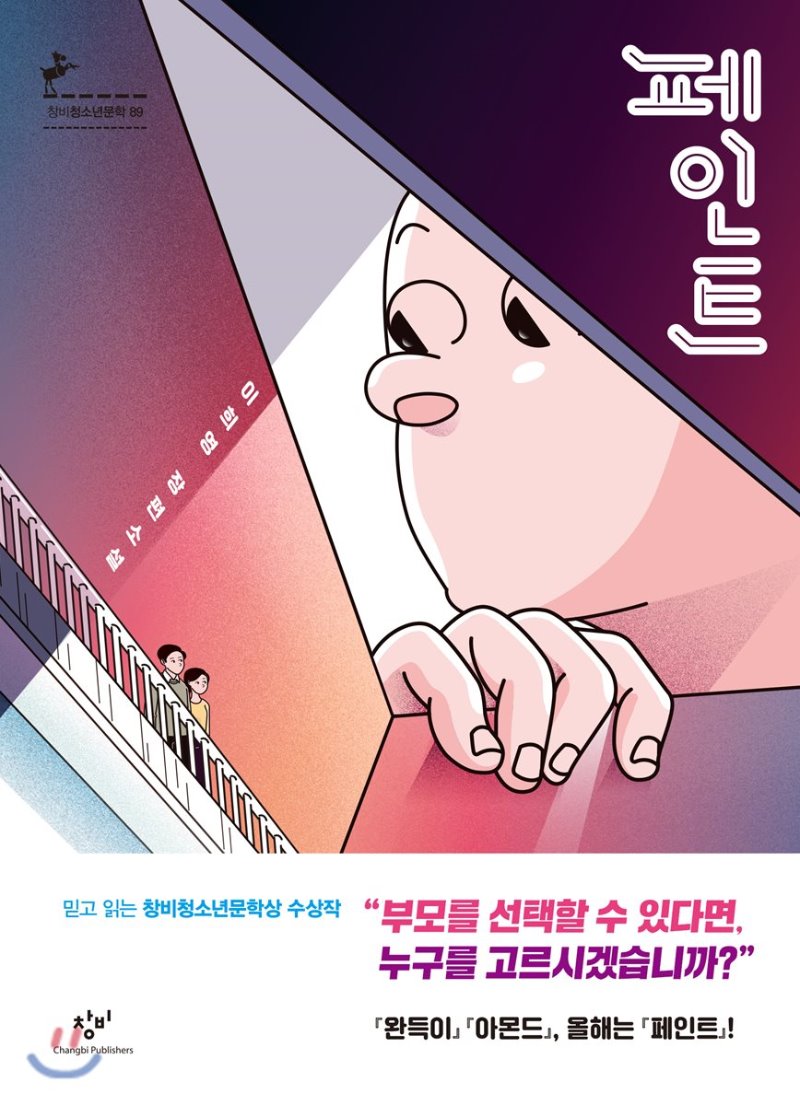 창비청소년문학 89
페인트
이희영 장편소설
믿고 읽는 창비청소년문학상 수상작
“부모를 선택할 수 있다면,
누구를 고르시겠습니까?”
『완득이』『아몬드』, 올해는 『페인트』!
창비
Changbi Publishers